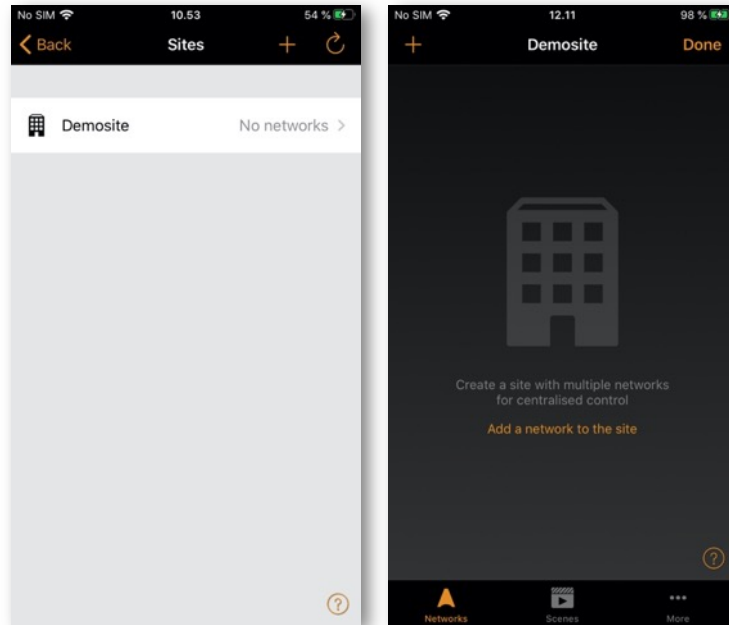 No SIM 10.53 54 %
Back Sites
Demosite No networks
?
No SIM 12.11 98 %
Demosite Done
Create a site with multiple networks
for centralised control
Add a network to the site
?
Networks Scenes More